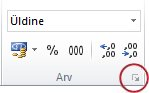 Üldine
% 000 ,00 ,0
,0 ,00
Arv